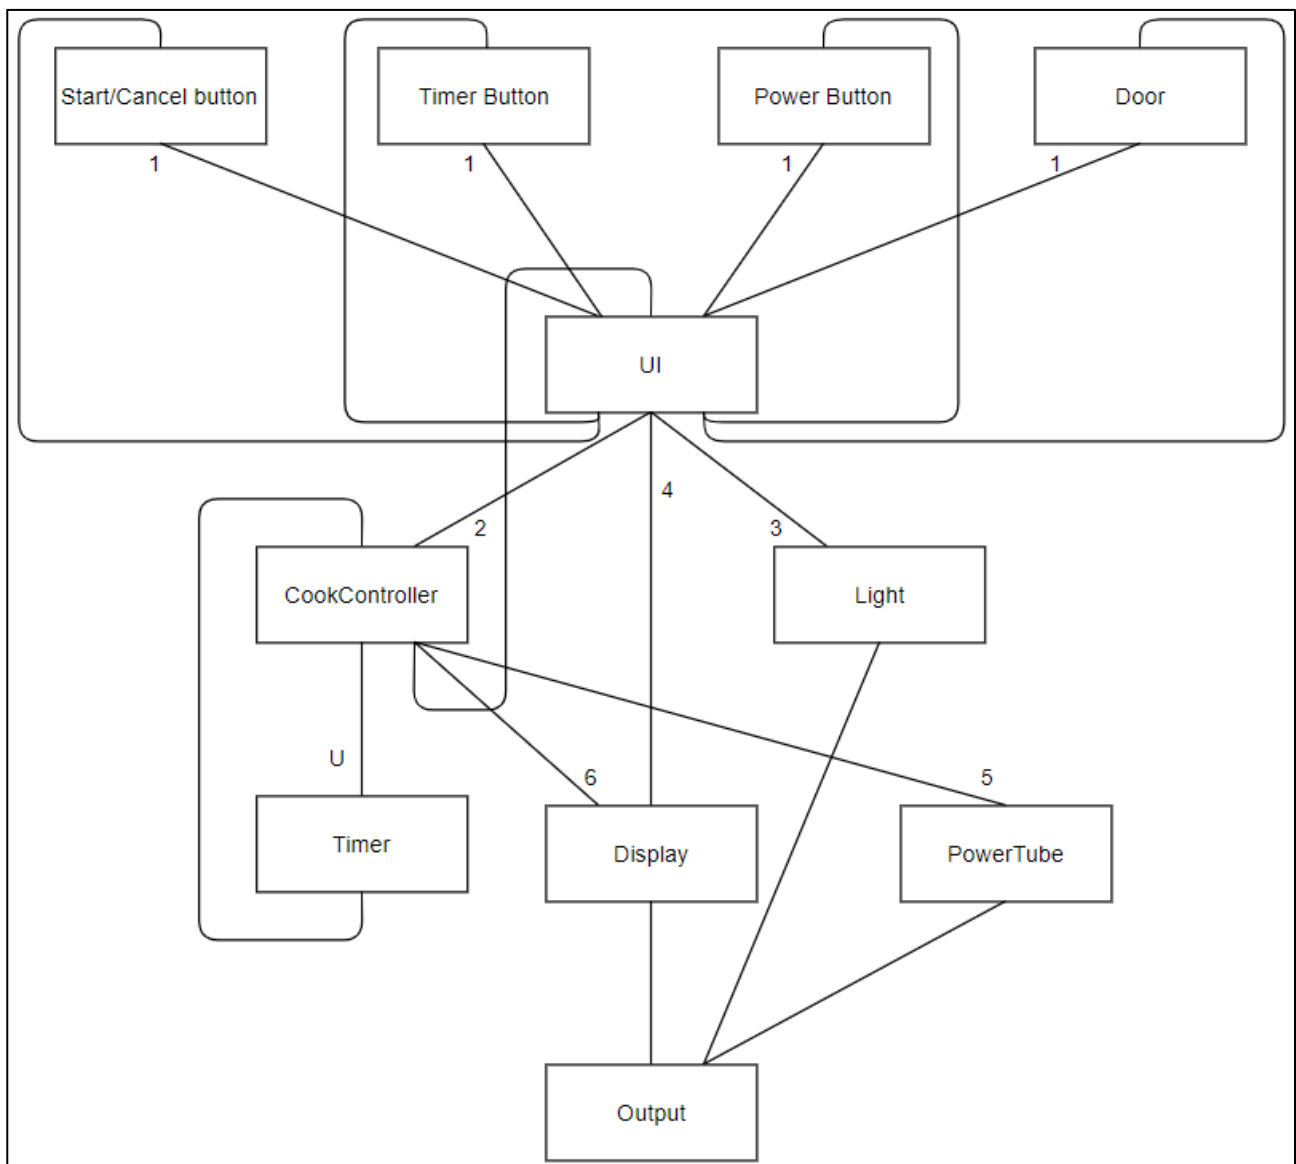 Start/Cancel button
Timer Button
Power Button
Door
1
1
1
1
UI
4
2
3
CookController
Light
U
6
5
Timer
Display
PowerTube
Output